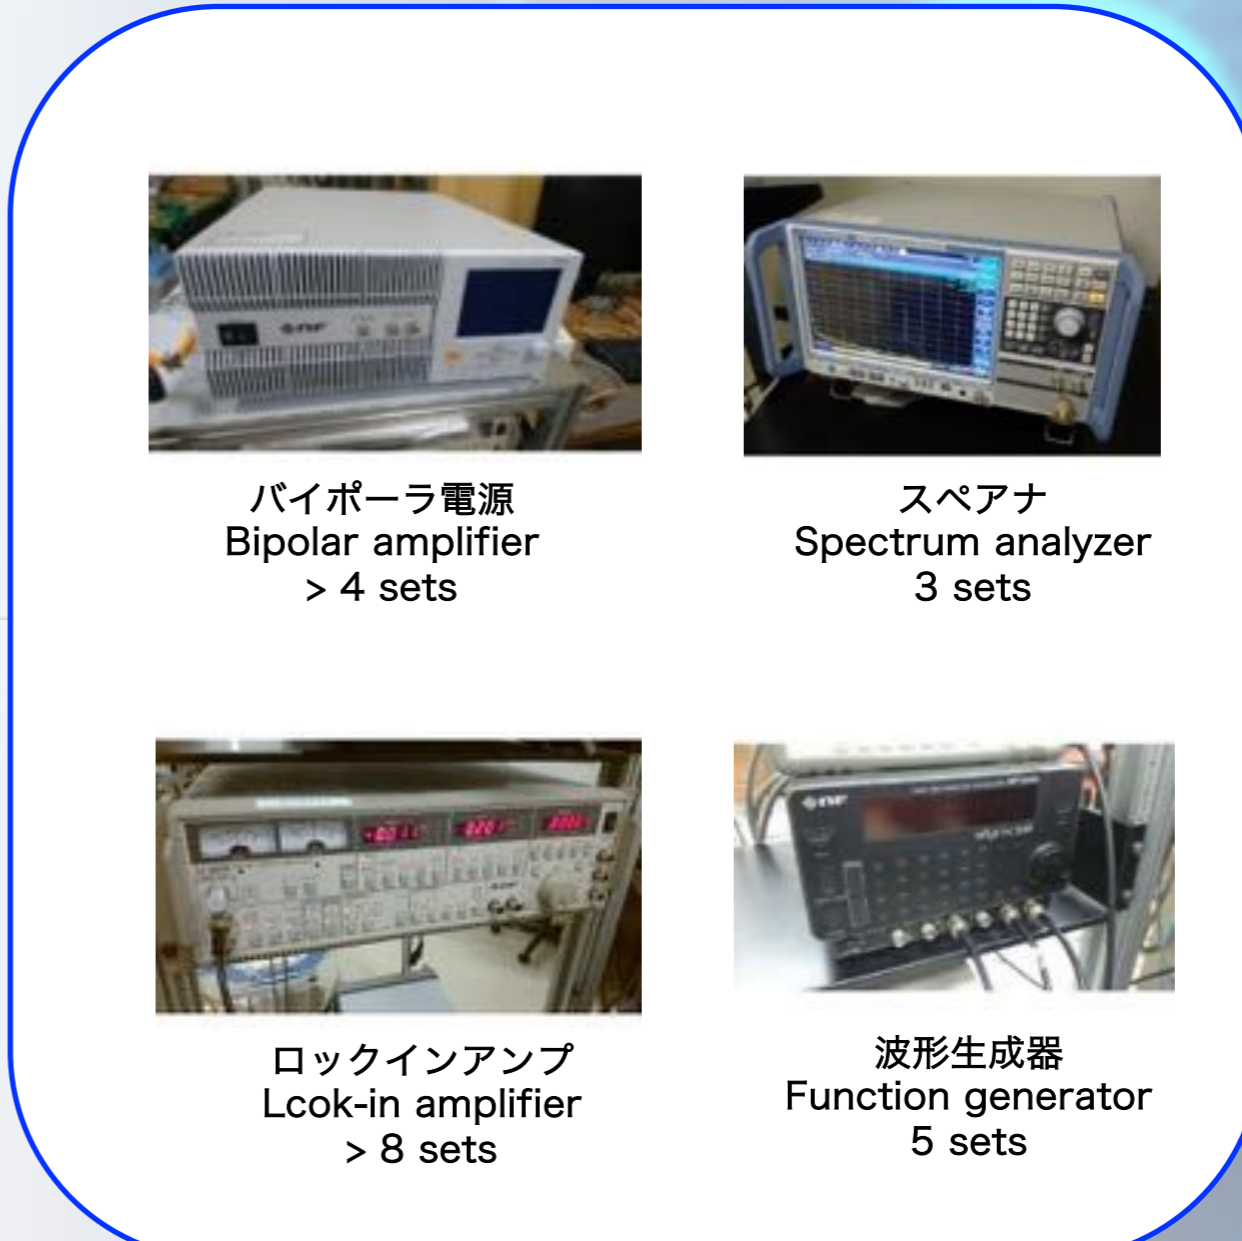 バイポーラ電源
Bipolar amplifier
> 4 sets
スペアナ
Spectrum analyzer
3 sets
ロックインアンプ
Lcok-in amplifier
> 8 sets
波形生成器
Function generator
5 sets